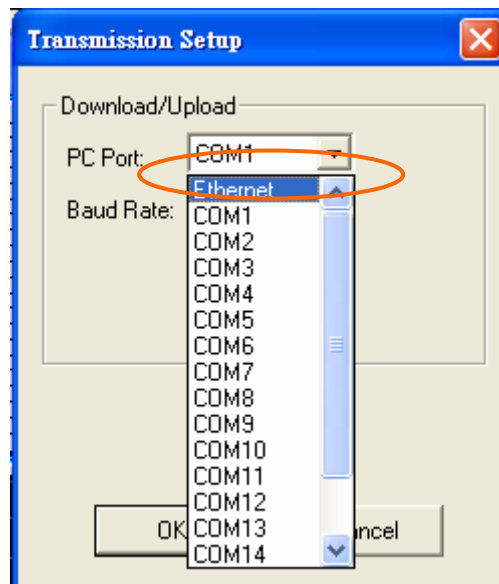 Transmission Setup
Download/Upload
PC Port: COM1
Ethernet
Baud Rate:
COM1
COM2
COM3
COM4
COM5
COM6
COM7
COM8
COM9
COM10
COM11
COM12
OK COM13 ncel
COM14